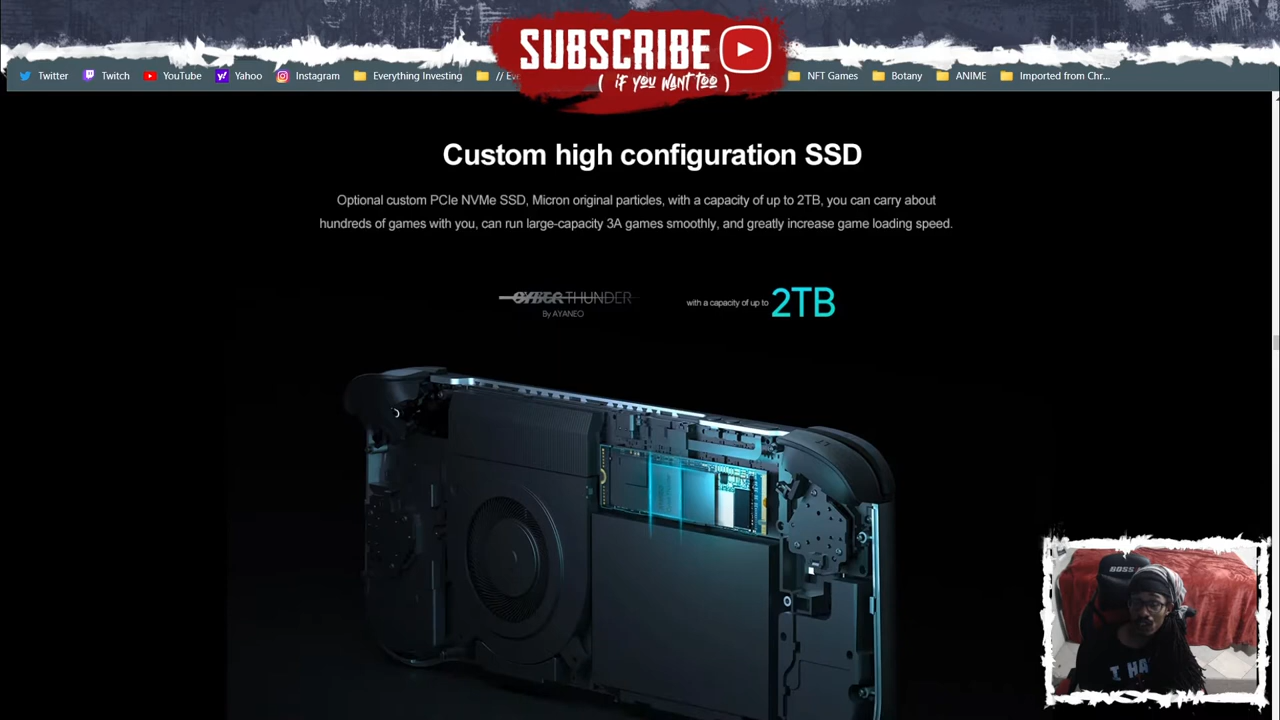 SUBSCRIBE
( if you want too )
Twitter Twitch YouTube Yahoo Instagram Everything Investing NFT Games Botany ANIME Imported from Chr...
Custom high configuration SSD
Optional custom PCIe NVMe SSD, Micron original particles, with a capacity of up to 2TB, you can carry about
hundreds of games with you, can run large-capacity 3A games smoothly, and greatly increase game loading speed.
CYBER THUNDER
By AYANEO
with a capacity of up to 2TB
BOSS
I HA